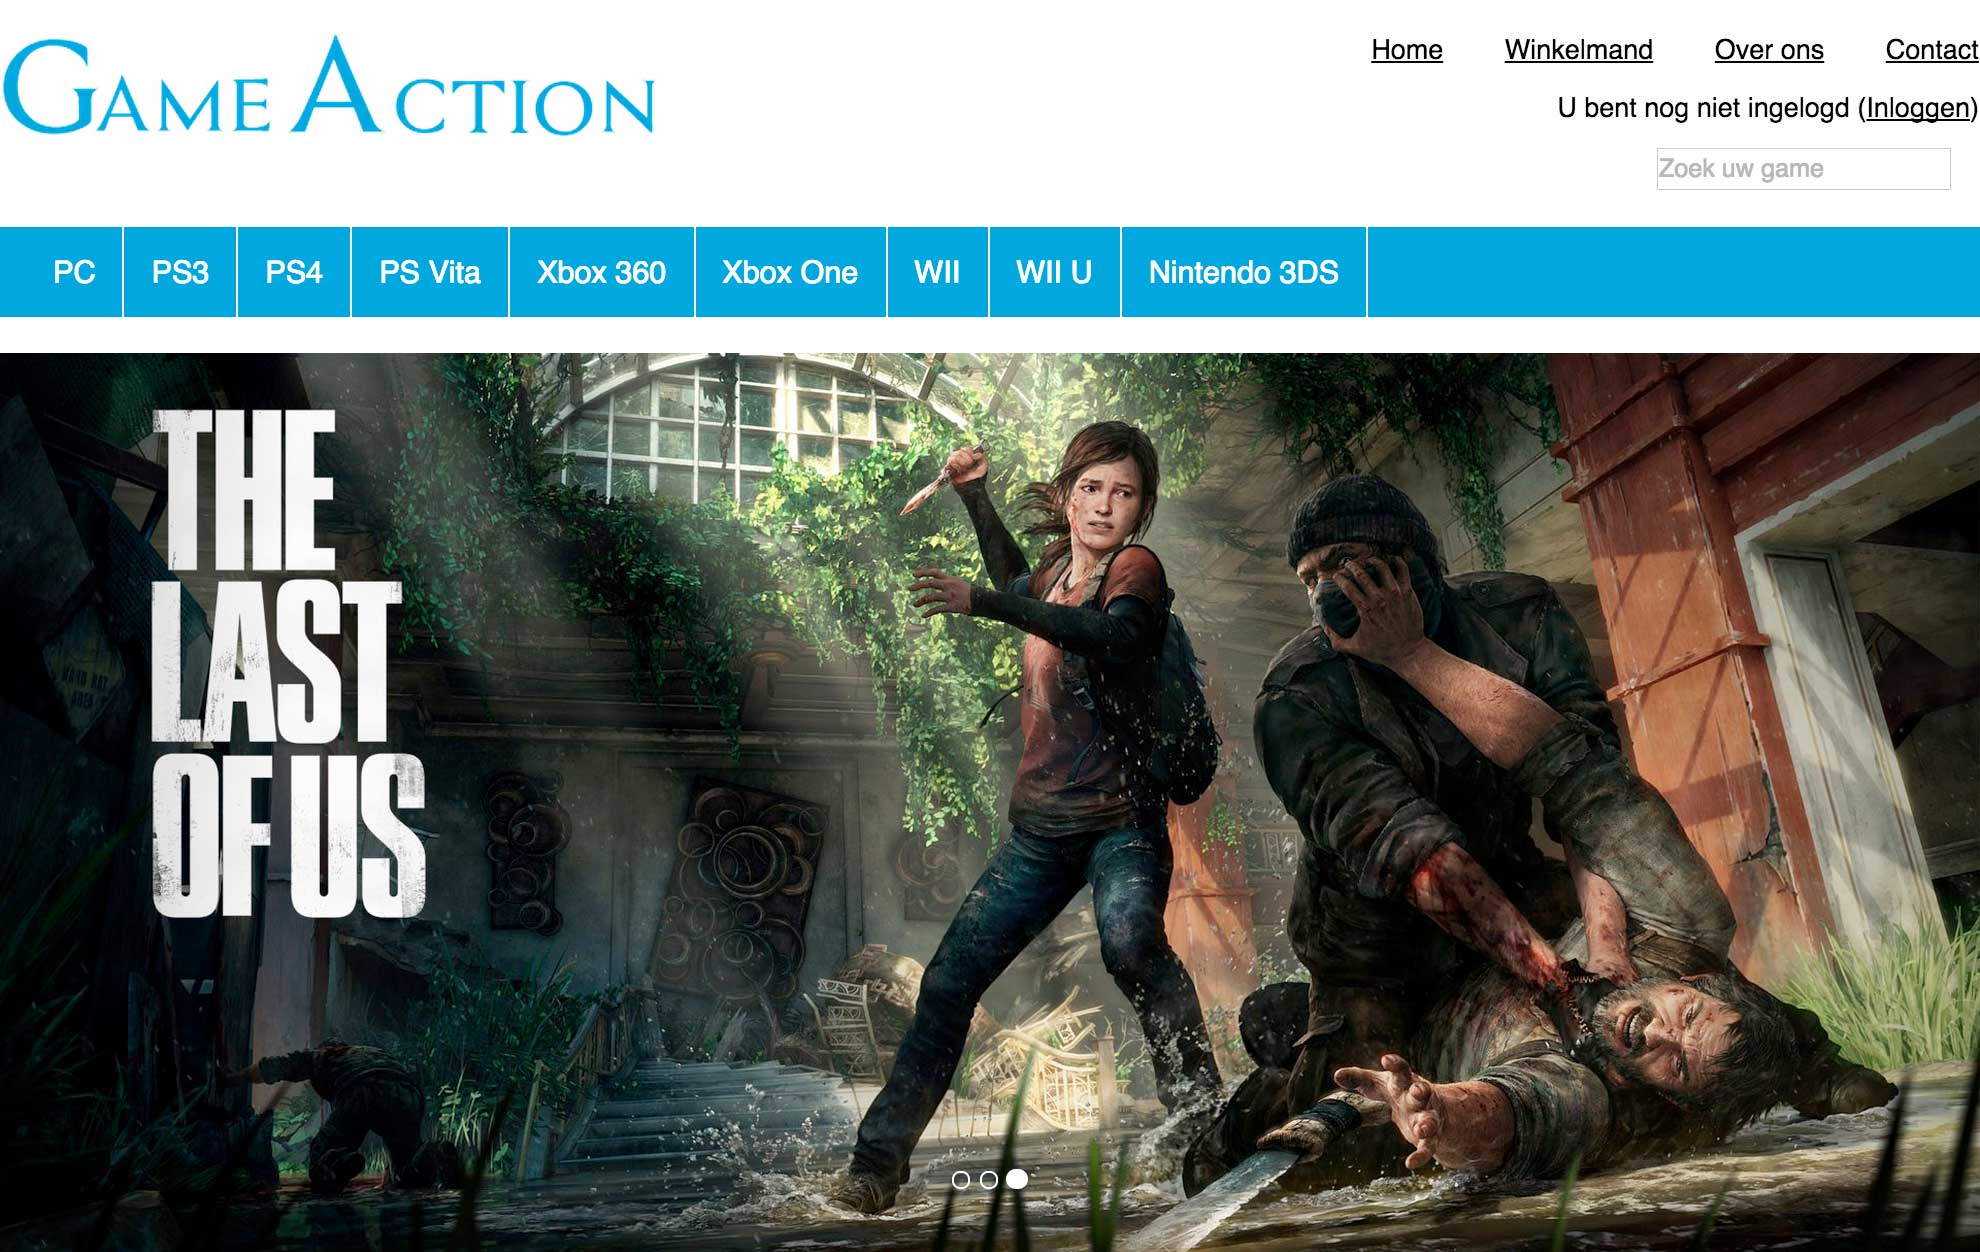 GAME ACTION
Home Winkelmand Over ons Contact
U bent nog niet ingelogd (Inloggen)
Zoek uw game
PC PS3 PS4 PS Vita Xbox 360 Xbox One WII WII U Nintendo 3DS
THE
LAST
OF US